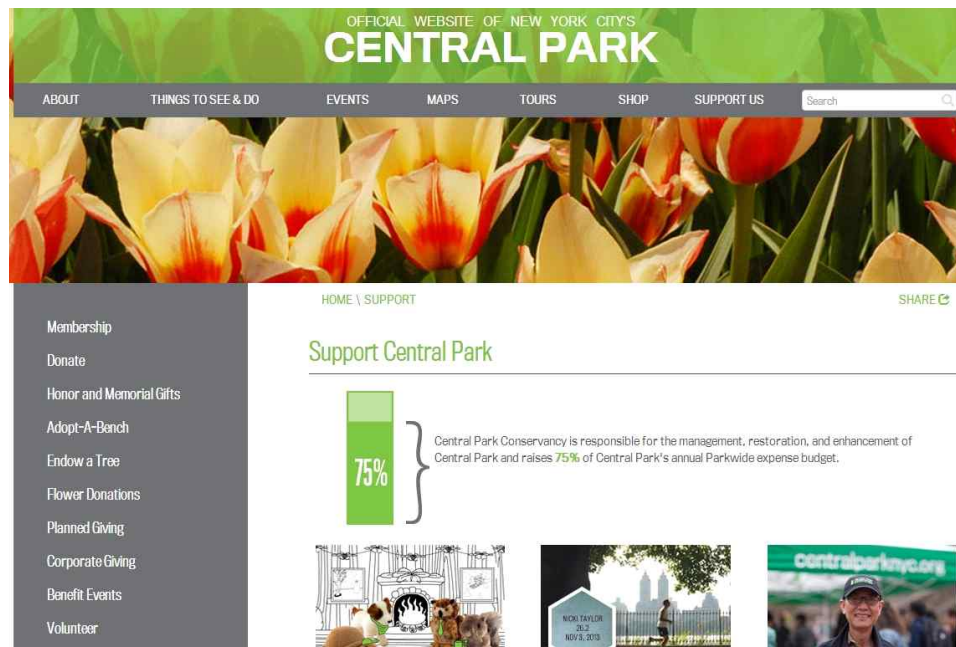 OFFICIAL WEBSITE OF NEW YORK CITY'S
CENTRAL PARK
ABOUT THINGS TO SEE & DO EVENTS MAPS TOURS SHOP SUPPORT US Search
HOME \ SUPPORT SHARE
Membership
Donate
Honor and Memorial Gifts
Adopt-A-Bench
Endow a Tree
Flower Donations
Planned Giving
Corporate Giving
Benefit Events
Volunteer
Support Central Park
75%
Central Park Conservancy is responsible for the management, restoration, and enhancement of
Central Park and raises 75% of Central Park's annual Parkwide expense budget.
NICKI TAYLOR
26.2
NOV 3, 2013
centralparknyc.org